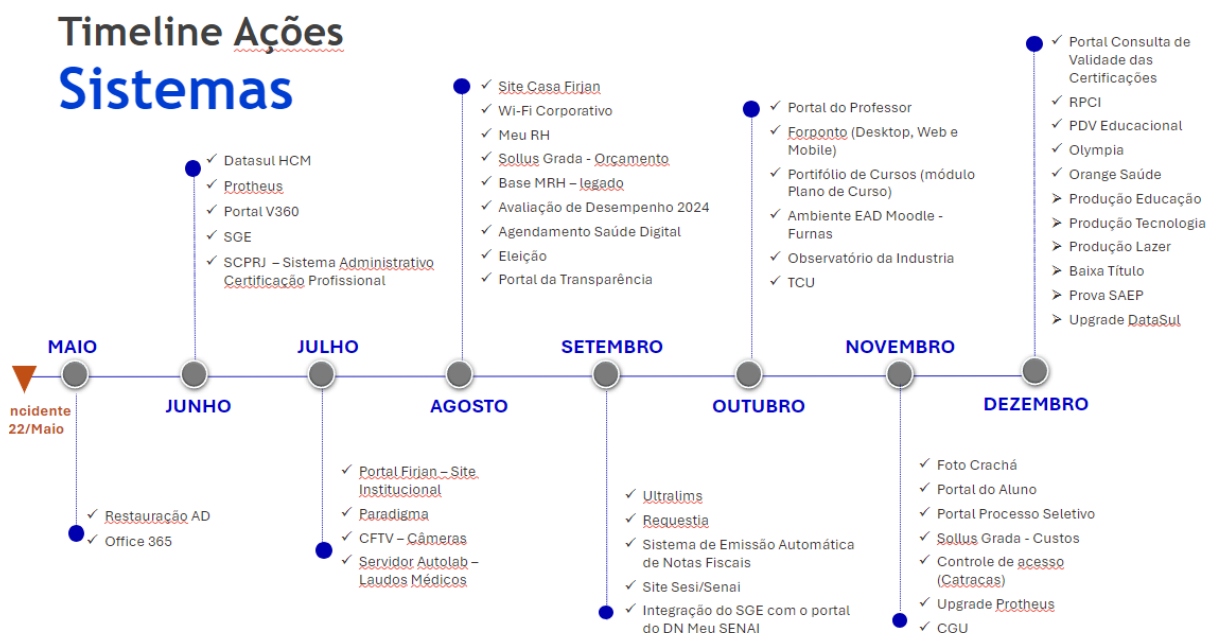 Timeline Ações
Sistemas
ncidente
22/Maio
MAIO
✓ Restauração AD
✓ Office 365
JUNHO
✓ Datasul HCM
✓ Protheus
✓ Portal V360
✓ SGE
✓ SCPRJ – Sistema Administrativo
Certificação Profissional
JULHO
✓ Portal Firjan – Site
Institucional
✓ Paradigma
✓ CFTV – Câmeras
✓ Servidor Autolab –
Laudos Médicos
AGOSTO
✓ Site Casa Firjan
✓ Wi-Fi Corporativo
✓ Meu RH
✓ Sollus Grada - Orçamento
✓ Base MRH – legado
✓ Avaliação de Desempenho 2024
✓ Agendamento Saúde Digital
✓ Eleição
✓ Portal da Transparência
SETEMBRO
✓ Ultralims
✓ Requestia
✓ Sistema de Emissão Automática
de Notas Fiscais
✓ Site Sesi/Senai
✓ Integração do SGE com o portal
do DN Meu SENAI
OUTUBRO
✓ Portal do Professor
✓ Forponto (Desktop, Web e
Mobile)
✓ Portifólio de Cursos (módulo
Plano de Curso)
✓ Ambiente EAD Moodle -
Furnas
✓ Observatório da Industria
✓ TCU
NOVEMBRO
✓ Foto Crachá
✓ Portal do Aluno
✓ Portal Processo Seletivo
✓ Sollus Grada - Custos
✓ Controle de acesso
(Catracas)
✓ Upgrade Protheus
✓ CGU
DEZEMBRO
✓ Portal Consulta de
Validade das
Certificações
✓ RPCI
✓ PDV Educacional
✓ Olympia
✓ Orange Saúde
➢ Produção Educação
➢ Produção Tecnologia
➢ Produção Lazer
➢ Baixa Título
➢ Prova SAEP
➢ Upgrade DataSul